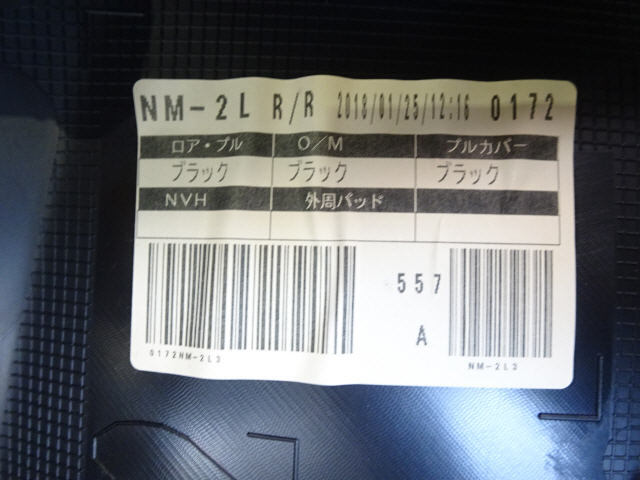 NM-2L R/R 2018/01/25/12:16 0172
ロア・プル O/M プルカバー
ブラック ブラック ブラック
NVH 外周パッド
557
A
0172NM-2L3 NM-2L3